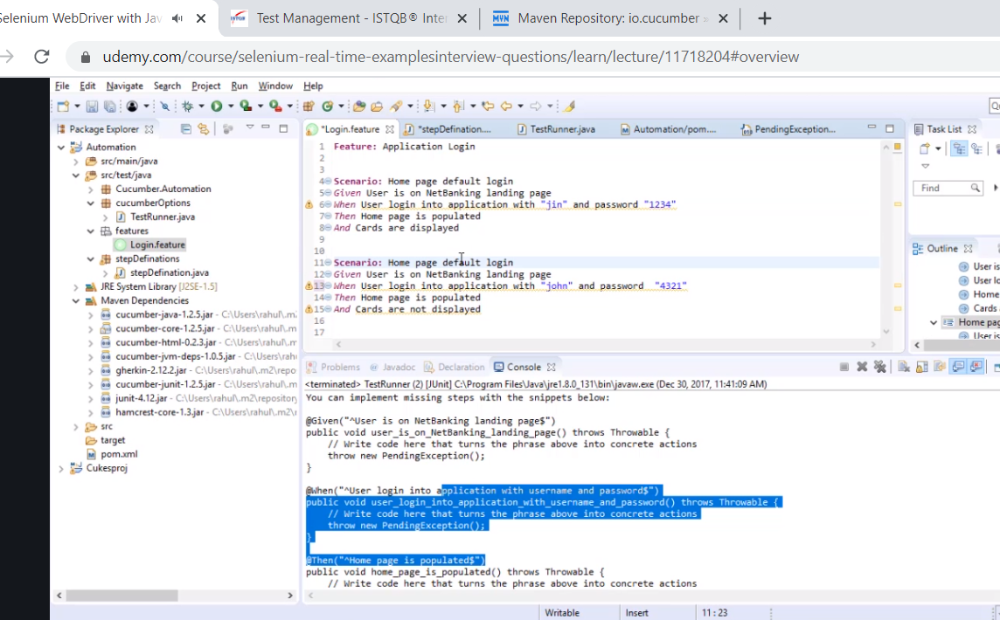 Selenium WebDriver with Jav
Test Management - ISTQB® Inte
Maven Repository: io.cucumber »
udemy.com/course/selenium-real-time-examplesinterview-questions/learn/lecture/11718204#overview
File Edit Navigate Search Project Run Window Help
Package Explorer
Automation
src/main/java
src/test/java
Cucumber.Automation
cucumberOptions
TestRunner.java
features
Login.feature
stepDefinations
stepDefination.java
JRE System Library [J2SE-1.5]
Maven Dependencies
cucumber-java-1.2.5.jar - C:\Users\rahul\.m
cucumber-core-1.2.5.jar - C:\Users\rahul\.m
cucumber-html-0.2.3.jar - C:\Users\rahul\.m
cucumber-jvm-deps-1.0.5.jar - C:\Users\rahu
gherkin-2.12.2.jar - C:\Users\rahul\.m2\repo
cucumber-junit-1.2.5.jar - C:\Users\rahul\.m
junit-4.12.jar - C:\Users\rahul\.m2\repository
hamcrest-core-1.3.jar - C:\Users\rahul\.m2\r
src
target
pom.xml
Cukesproj
*Login.feature
*stepDefination....
TestRunner.java
Automation/pom....
PendingException...
1 Feature: Application Login
2
3
4 Scenario: Home page default login
5 Given User is on NetBanking landing page
6 When User login into application with "jin" and password "1234"
7 Then Home page is populated
8 And Cards are displayed
9
10
11 Scenario: Home page default login
12 Given User is on NetBanking landing page
13 When User login into application with "john" and password  "4321"
14 Then Home page is populated
15 And Cards are not displayed
16
17
Task List
Find
Outline
User is
User lo
Home
Cards
Home pag
User is
Problems @ Javadoc Declaration Console
<terminated> TestRunner (2) [JUnit] C:\Program Files\Java\jre1.8.0_131\bin\javaw.exe (Dec 30, 2017, 11:41:09 AM)
You can implement missing steps with the snippets below:
@Given("^User is on NetBanking landing page$")
public void user_is_on_NetBanking_landing_page() throws Throwable {
// Write code here that turns the phrase above into concrete actions
throw new PendingException();
}
@When("^User login into application with username and password$")
public void user_login_into_application_with_username_and_password() throws Throwable {
// Write code here that turns the phrase above into concrete actions
throw new PendingException();
}
@Then("^Home page is populated$")
public void home_page_is_populated() throws Throwable {
// Write code here that turns the phrase above into concrete actions
Writable
Insert
11 : 23